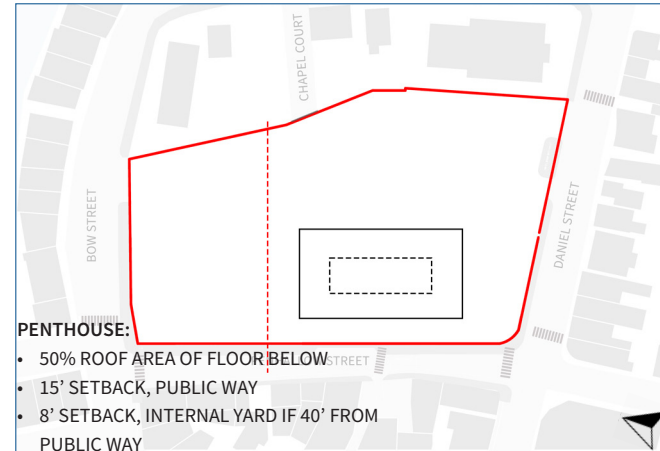 CHAPEL COURT
BOW STREET
DANIEL STREET
PENTHOUSE:
• 50% ROOF AREA OF FLOOR BELOW
STREET
• 15’ SETBACK, PUBLIC WAY
• 8’ SETBACK, INTERNAL YARD IF 40’ FROM
PUBLIC WAY